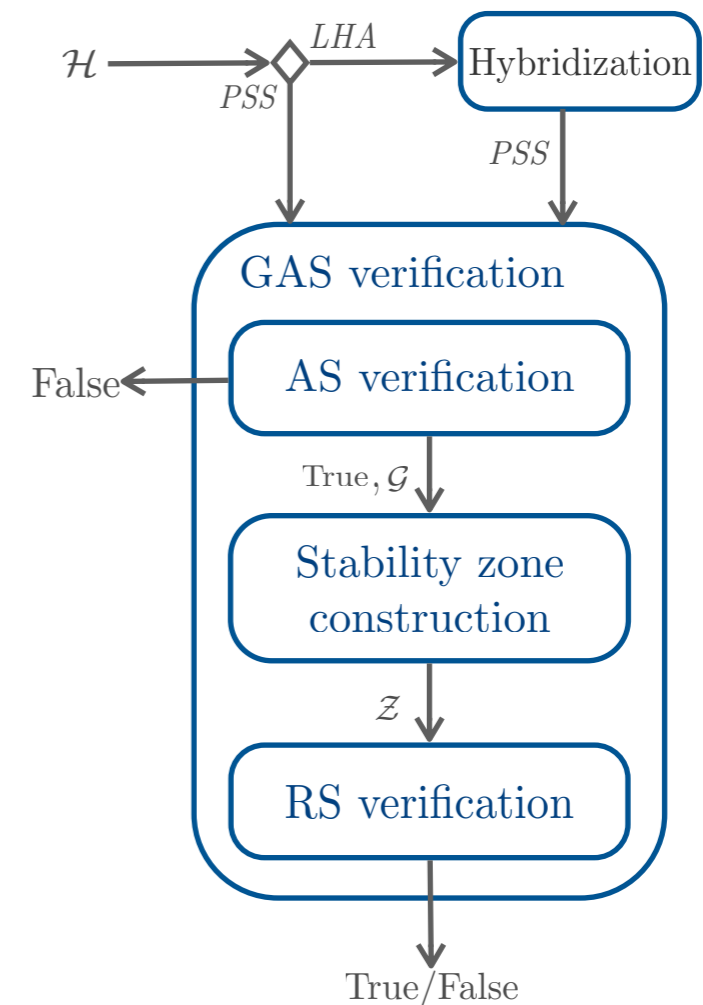 ℋ
LHA
PSS
Hybridization
PSS
GAS verification
AS verification
False
True, 𝒢
Stability zone
construction
𝒵
RS verification
True/False